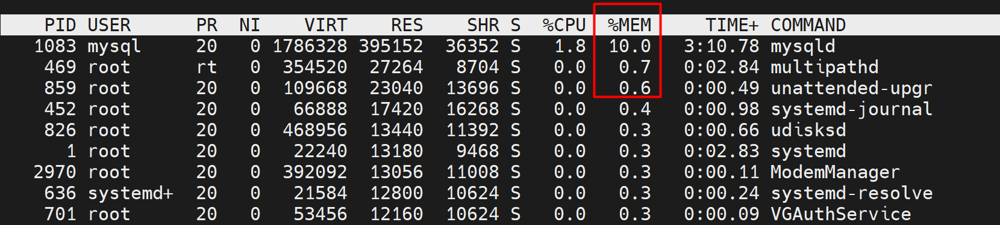 PID USER PR NI VIRT RES SHR S %CPU %MEM TIME+ COMMAND
1083 mysql 20 0 1786328 395152 36352 S 1.8 10.0 3:10.78 mysqld
469 root rt 0 354520 27264 8704 S 0.0 0.7 0:02.84 multipathd
859 root 20 0 109668 23040 13696 S 0.0 0.6 0:00.49 unattended-upgr
452 root 20 0 66888 17420 16268 S 0.0 0.4 0:00.98 systemd-journal
826 root 20 0 468956 13440 11392 S 0.0 0.3 0:00.66 udisksd
1 root 20 0 22240 13180 9468 S 0.0 0.3 0:02.83 systemd
2970 root 20 0 392092 13056 11008 S 0.0 0.3 0:00.11 ModemManager
636 systemd+ 20 0 21584 12800 10624 S 0.0 0.3 0:00.24 systemd-resolve
701 root 20 0 53456 12160 10624 S 0.0 0.3 0:00.09 VGAuthService